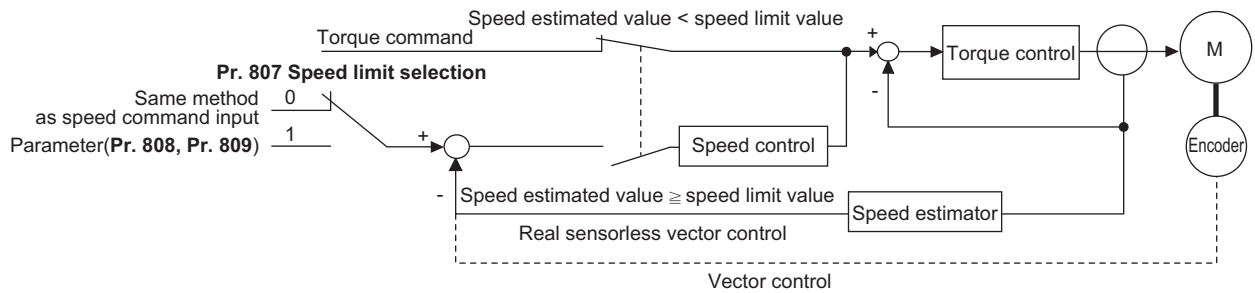 Speed estimated value < speed limit value
Torque command
+
Torque control
M
Pr. 807 Speed limit selection
-
Same method
as speed command input
0
Parameter(Pr. 808, Pr. 809)
1
+
Speed control
Encoder
-
Speed estimated value ≧ speed limit value
Speed estimator
Real sensorless vector control
Vector control